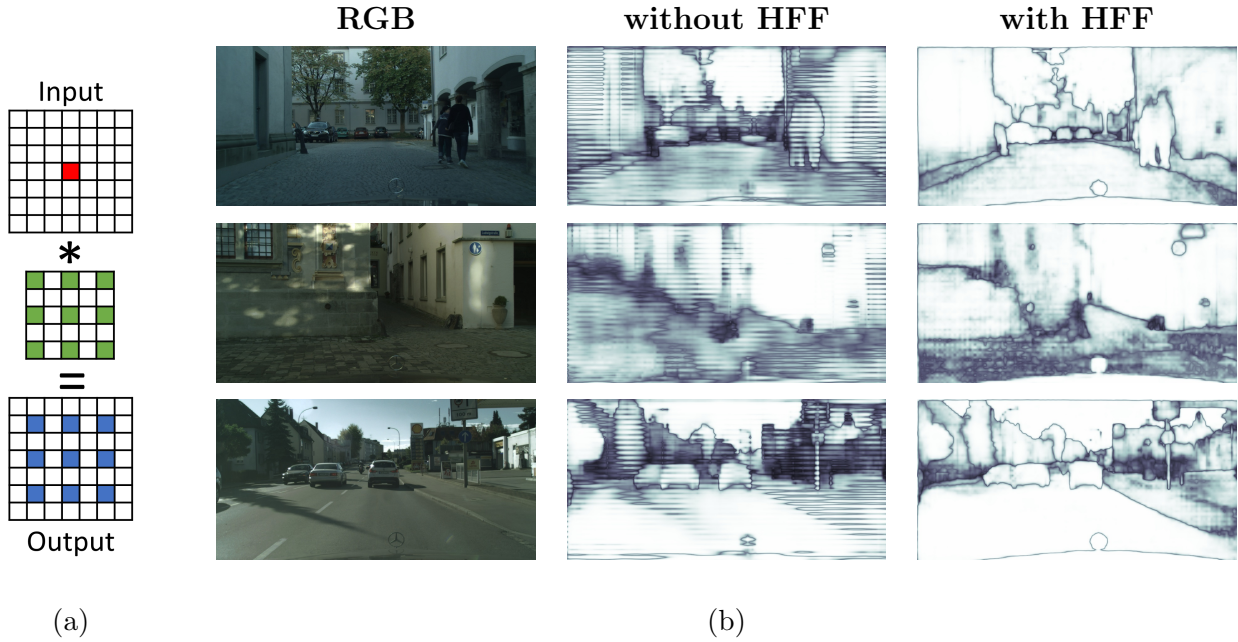 RGB
without HFF
with HFF
Input
*
=
Output
(a)
(b)